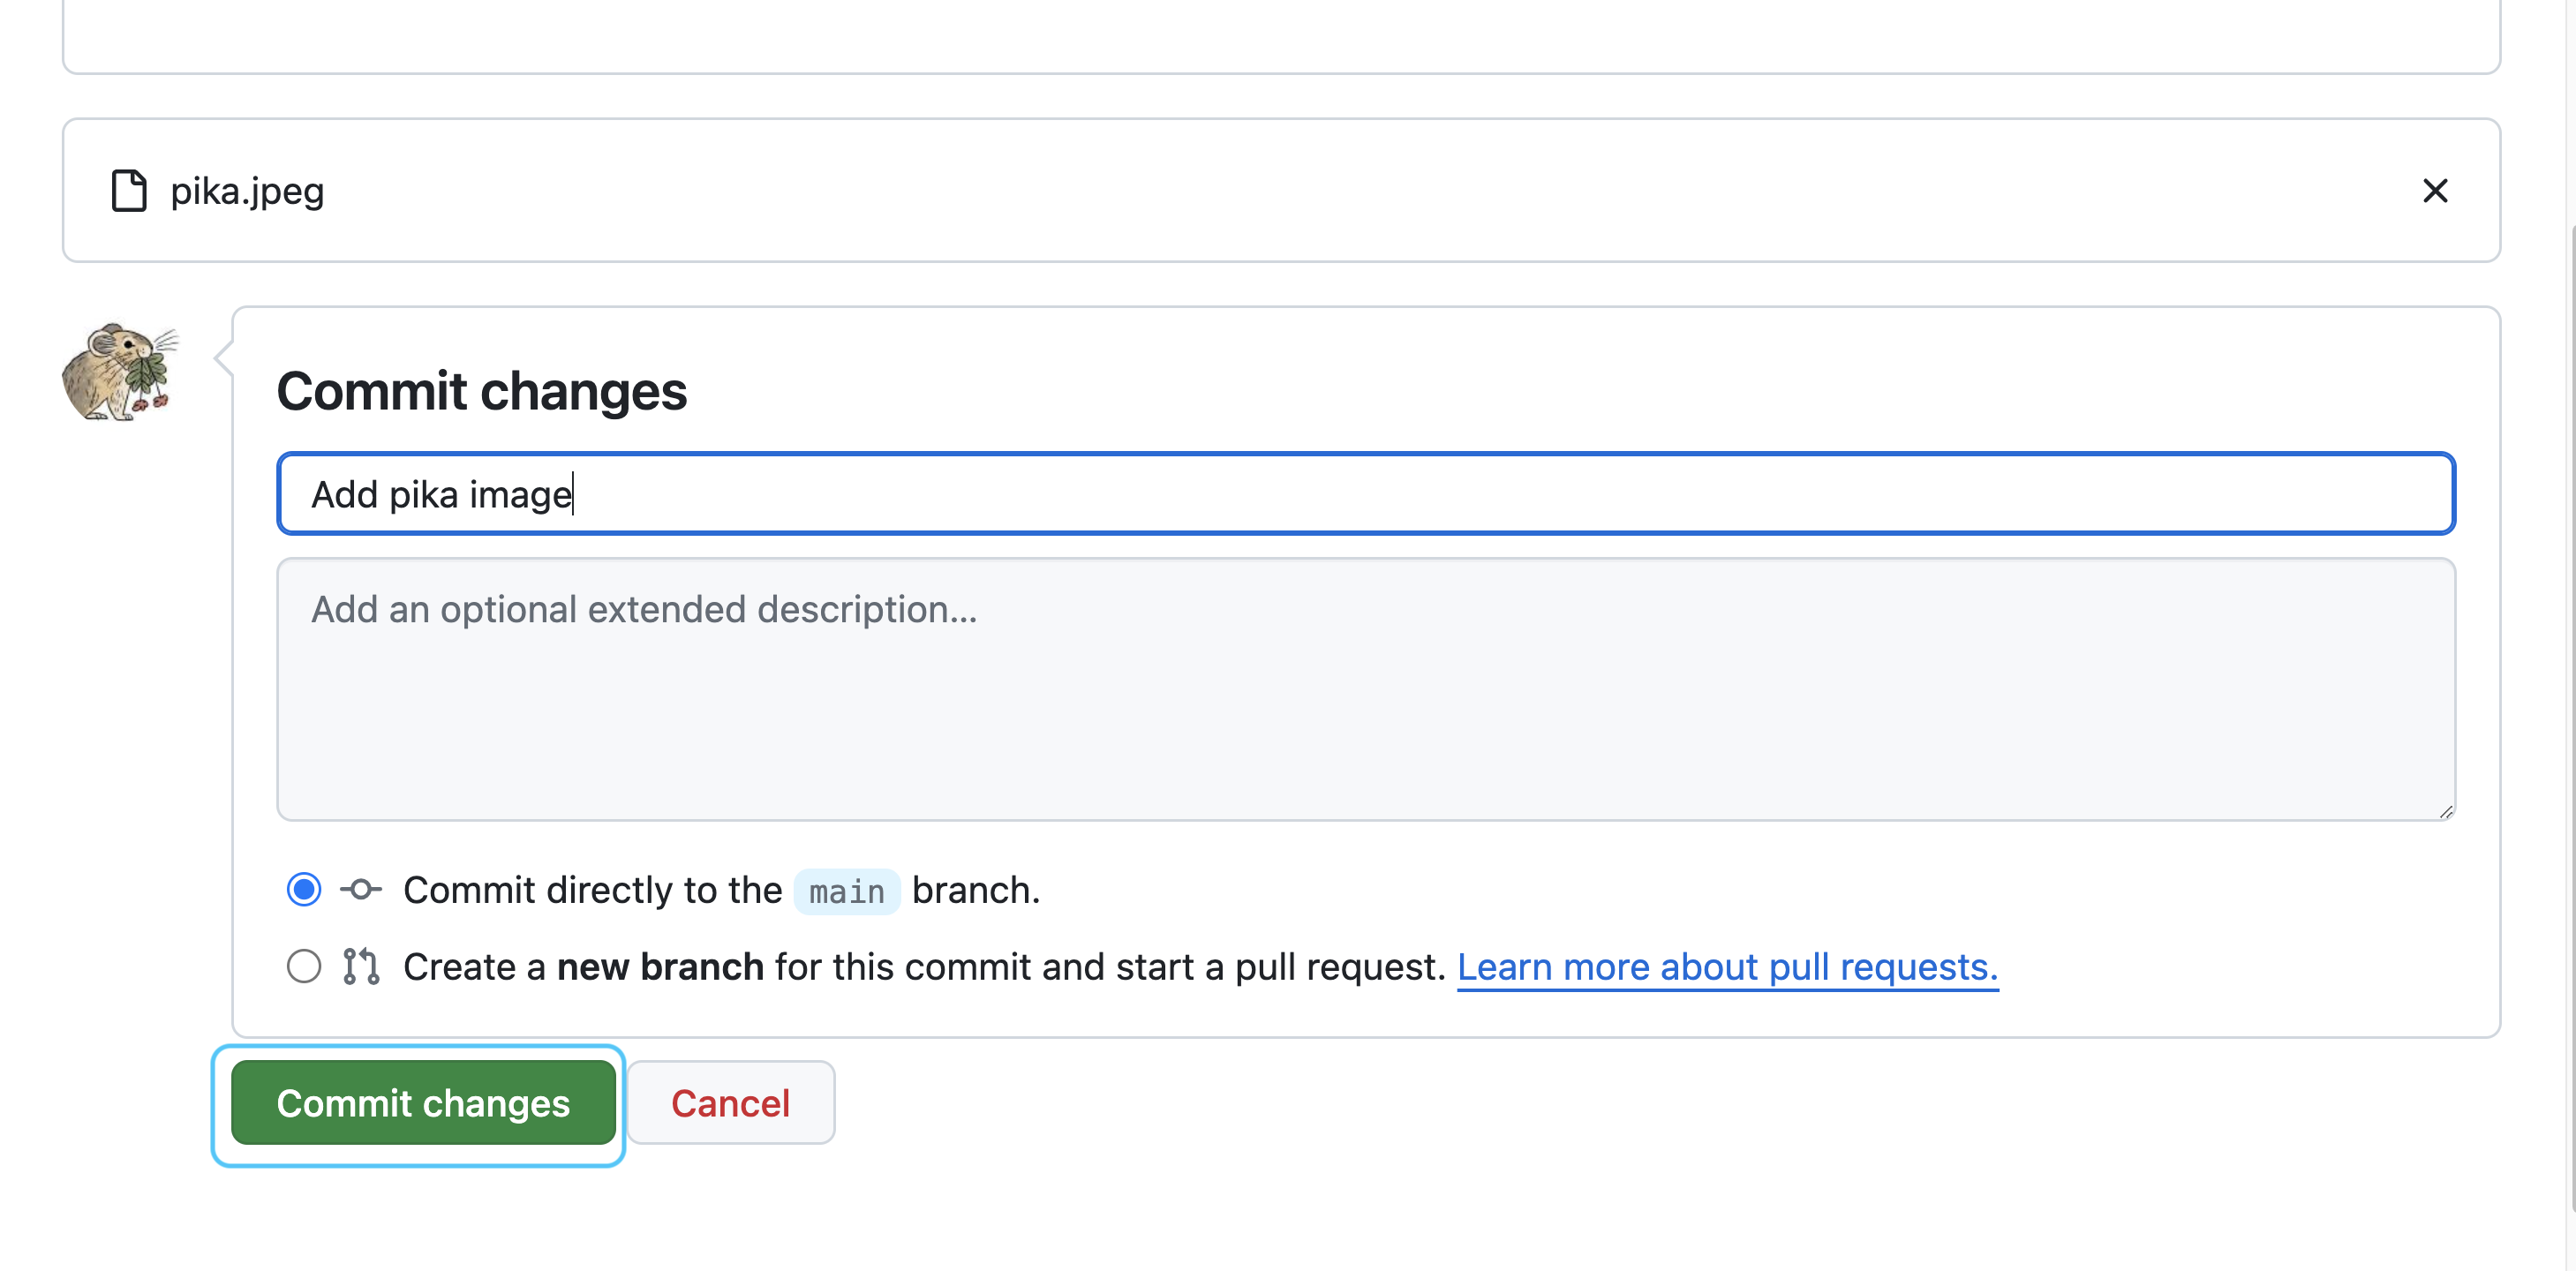 pika.jpeg
Commit changes
Add pika image
Add an optional extended description...
Commit directly to the main branch.
Create a new branch for this commit and start a pull request. Learn more about pull requests.
Commit changes Cancel